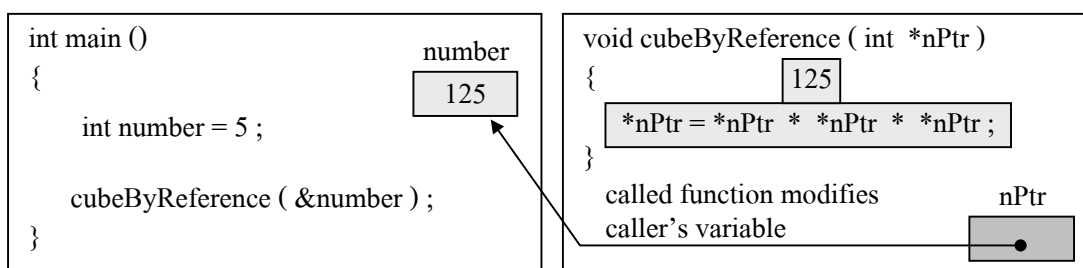 int main ()
number
{
125
int number = 5 ;
cubeByReference ( &number ) ;
}
void cubeByReference ( int *nPtr )
{
125
*nPtr = *nPtr * *nPtr * *nPtr ;
}
called function modifies
caller’s variable
nPtr